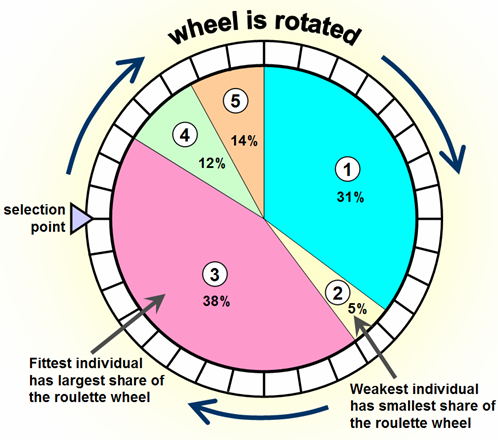 wheel is rotated
5
14%
4
12%
1
31%
selection
point
3
38%
2
5%
Fittest individual
has largest share of
the roulette wheel
Weakest individual
has smallest share of
the roulette wheel